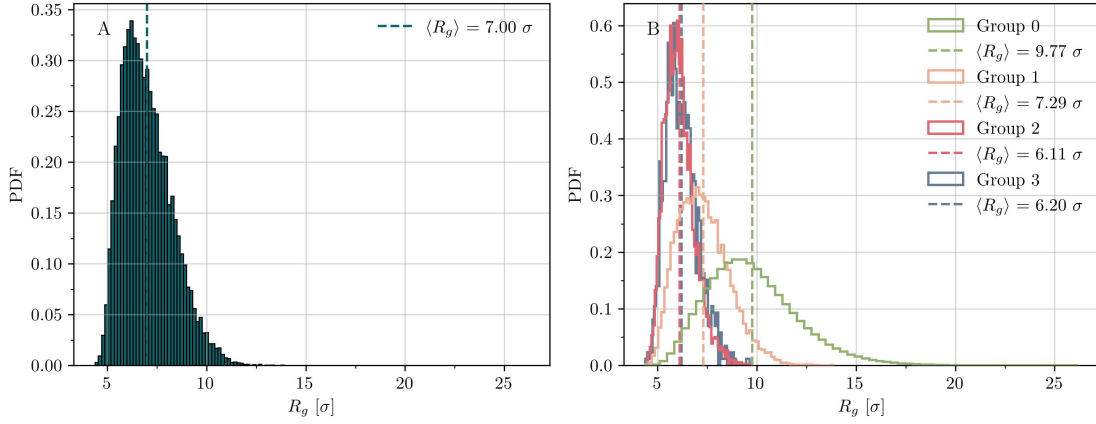 A
⟨R_g⟩ = 7.00 σ
PDF
0.35
0.30
0.25
0.20
0.15
0.10
0.05
0.00
5
10
15
20
25
R_g [σ]
B
Group 0
⟨R_g⟩ = 9.77 σ
Group 1
⟨R_g⟩ = 7.29 σ
Group 2
⟨R_g⟩ = 6.11 σ
Group 3
⟨R_g⟩ = 6.20 σ
PDF
0.6
0.5
0.4
0.3
0.2
0.1
0.0
5
10
15
20
25
R_g [σ]